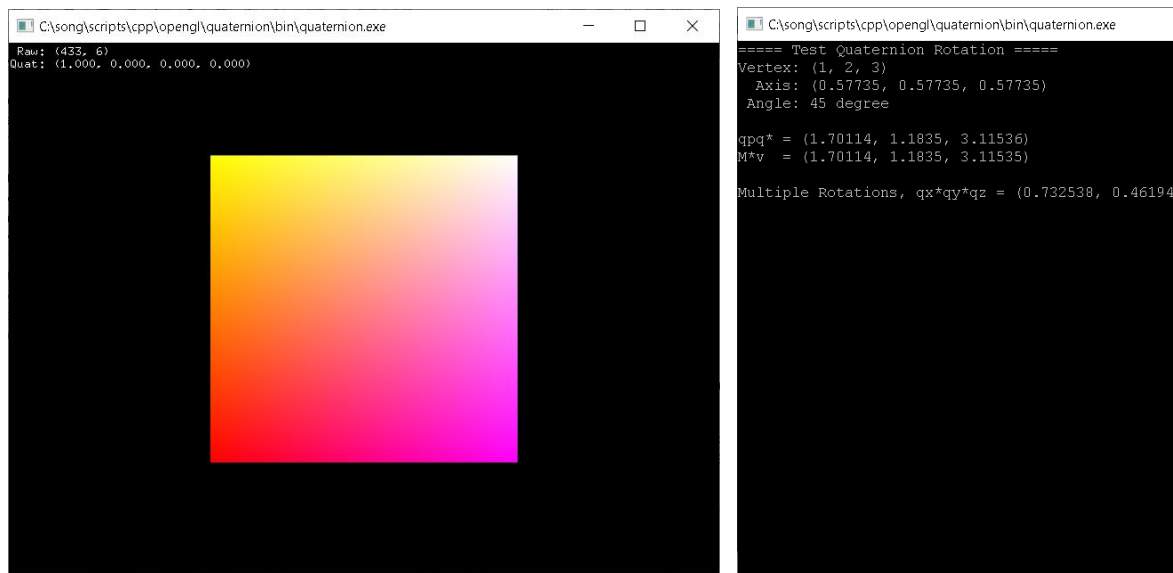 C:\song\scripts\cpp\opengl\quaternion\bin\quaternion.exe
Raw: (433, 6)
Quat: (1.000, 0.000, 0.000, 0.000)
C:\song\scripts\cpp\opengl\quaternion\bin\quaternion.exe
===== Test Quaternion Rotation =====
Vertex: (1, 2, 3)
Axis: (0.57735, 0.57735, 0.57735)
Angle: 45 degree
qpq* = (1.70114, 1.1835, 3.11536)
M*v = (1.70114, 1.1835, 3.11535)
Multiple Rotations, qx*qy*qz = (0.732538, 0.46194